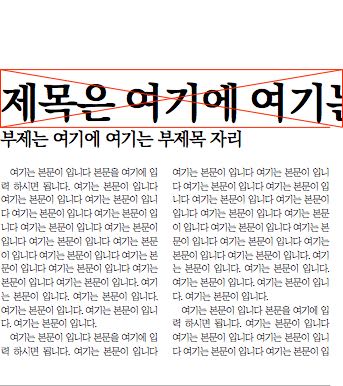 제목은 여기에 여기는
부제는 여기에 여기는 부제목 자리
여기는 본문이 입니다 본문을 여기에 입
력 하시면 됩니다. 여기는 본문이 입니다
여기는 본문이 입니다 여기는 본문이 입니
다 여기는 본문이 입니다 여기는 본문이 입
니다 여기는 본문이 입니다 여기는 본문이
입니다 여기는 본문이 입니다 여기는 본문
이 입니다 여기는 본문이 입니다 여기는 본
문이 입니다 여기는 본문이 입니다 여기는
본문이 입니다 여기는 본문이 입니다. 여기
는 본문이 입니다. 여기는 본문이 입니다.
여기는 본문이 입니다. 여기는 본문이 입니
다. 여기는 본문이 입니다.
여기는 본문이 입니다 본문을 여기에 입
력 하시면 됩니다. 여기는 본문이 입니다
여기는 본문이 입니다 여기는 본문이 입니
다 여기는 본문이 입니다 여기는 본문이 입
니다 여기는 본문이 입니다 여기는 본문이
입니다 여기는 본문이 입니다 여기는 본문
이 입니다 여기는 본문이 입니다 여기는 본
문이 입니다 여기는 본문이 입니다 여기는
본문이 입니다 여기는 본문이 입니다. 여기
는 본문이 입니다. 여기는 본문이 입니다.
여기는 본문이 입니다. 여기는 본문이 입니
다. 여기는 본문이 입니다.
여기는 본문이 입니다 본문을 여기에 입
력 하시면 됩니다. 여기는 본문이 입니다
여기는 본문이 입니다 여기는 본문이 입니
다 여기는 본문이 입니다 여기는 본문이 입